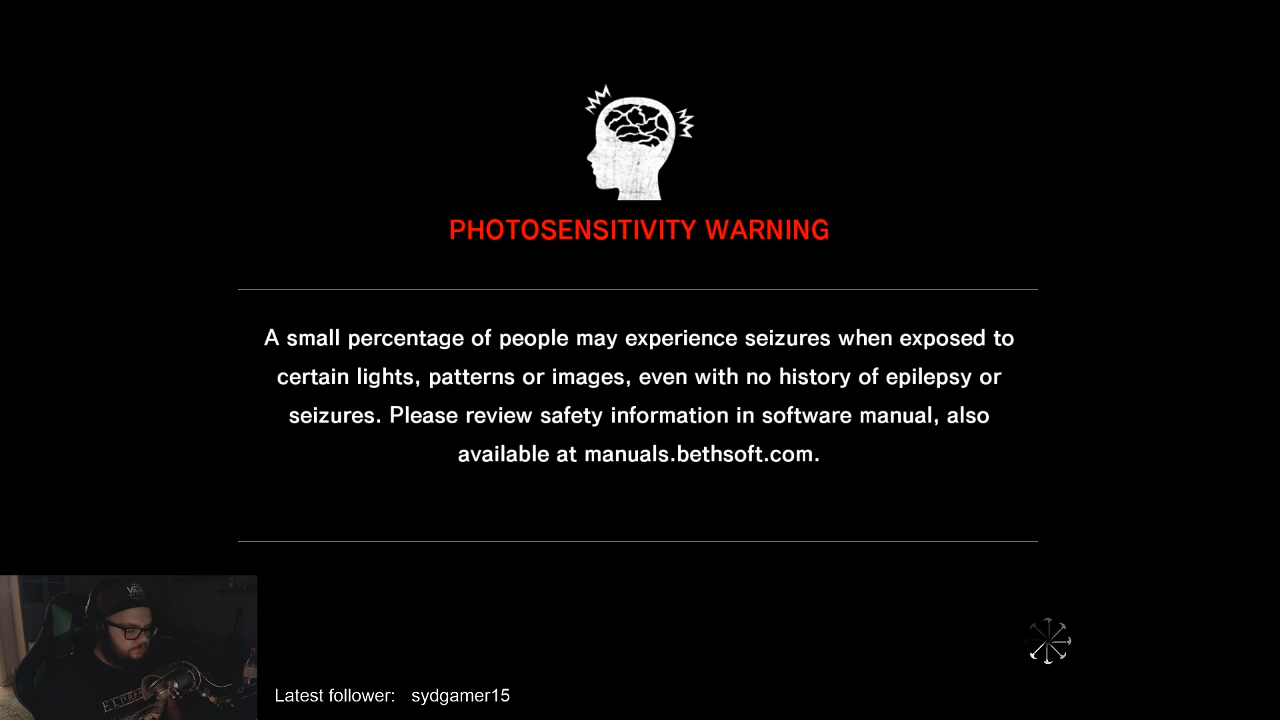 PHOTOSENSITIVITY WARNING
A small percentage of people may experience seizures when exposed to
certain lights, patterns or images, even with no history of epilepsy or
seizures. Please review safety information in software manual, also
available at manuals.bethsoft.com.
Latest follower: sydgamer15